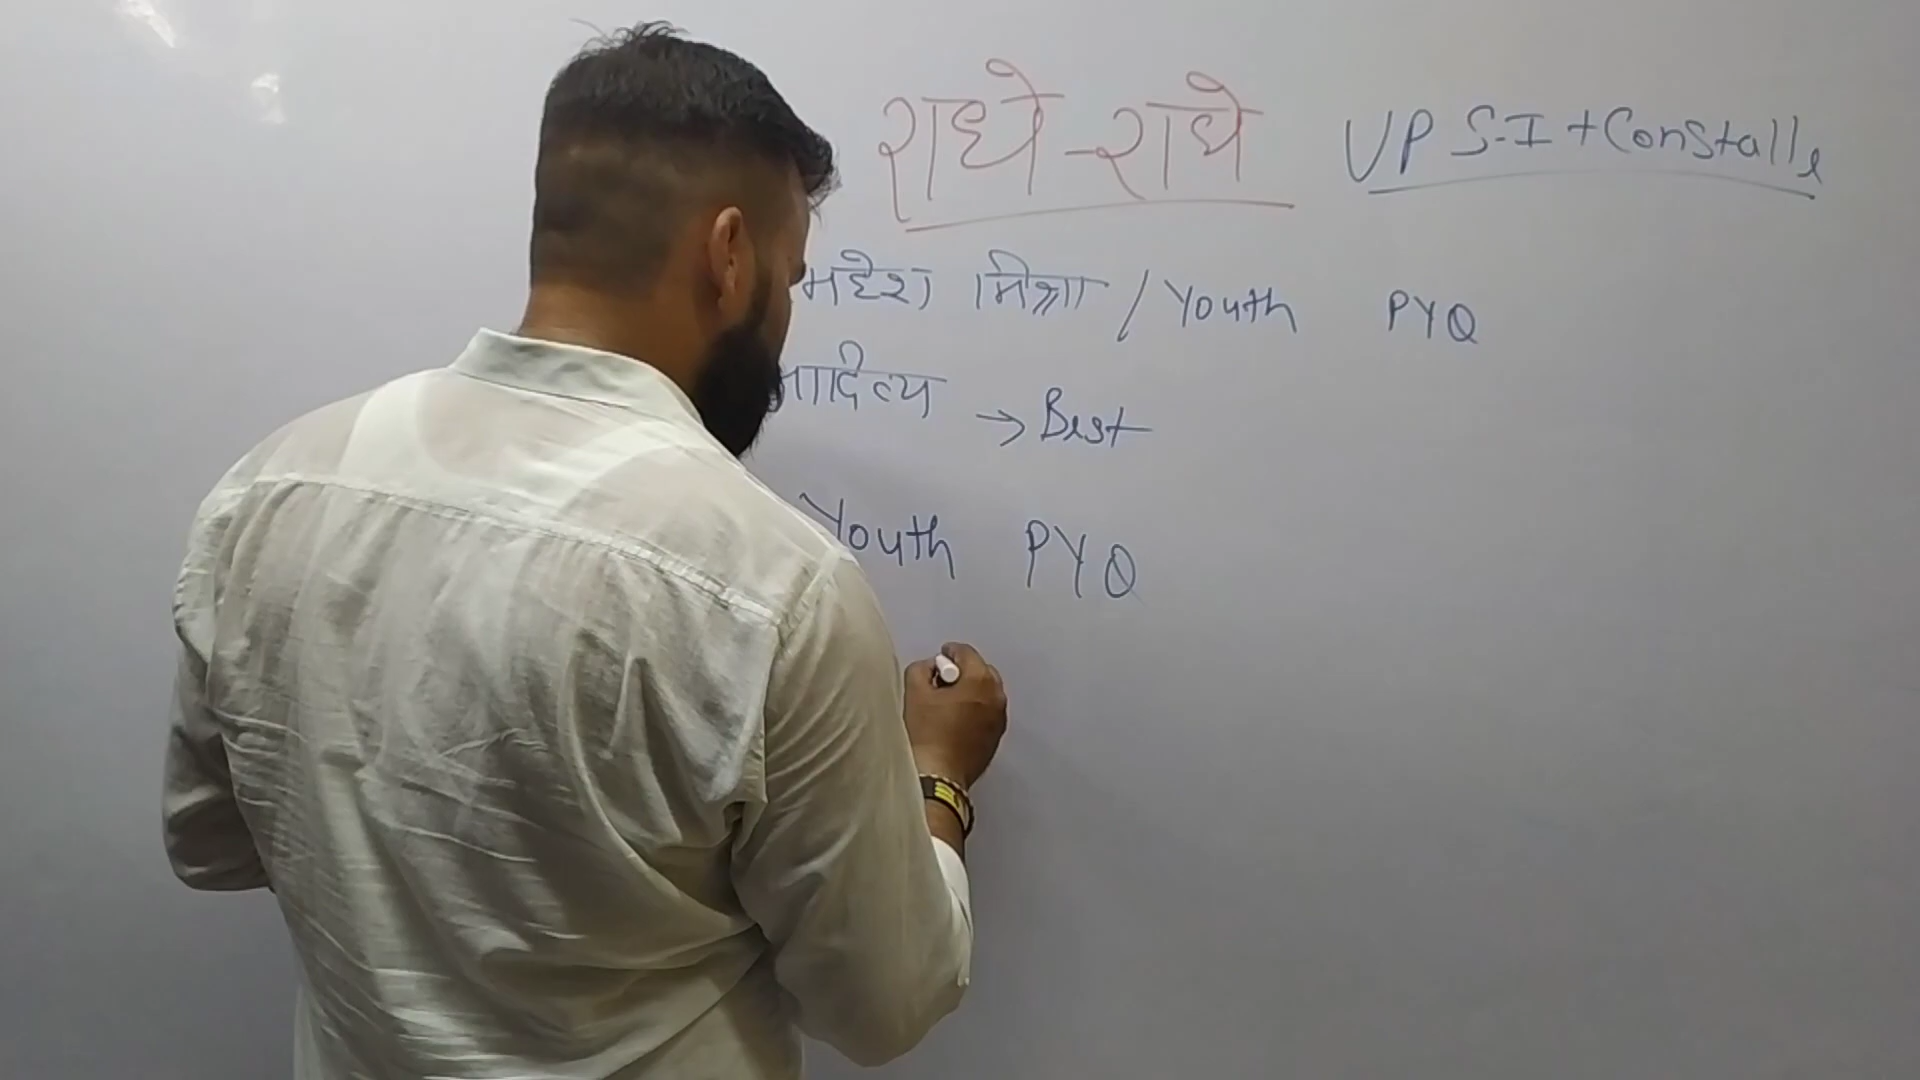 राधे-राधे UP S.I + Constalle
महेश मिश्रा / Youth PYQ
आदित्य → Best
Youth PYQ